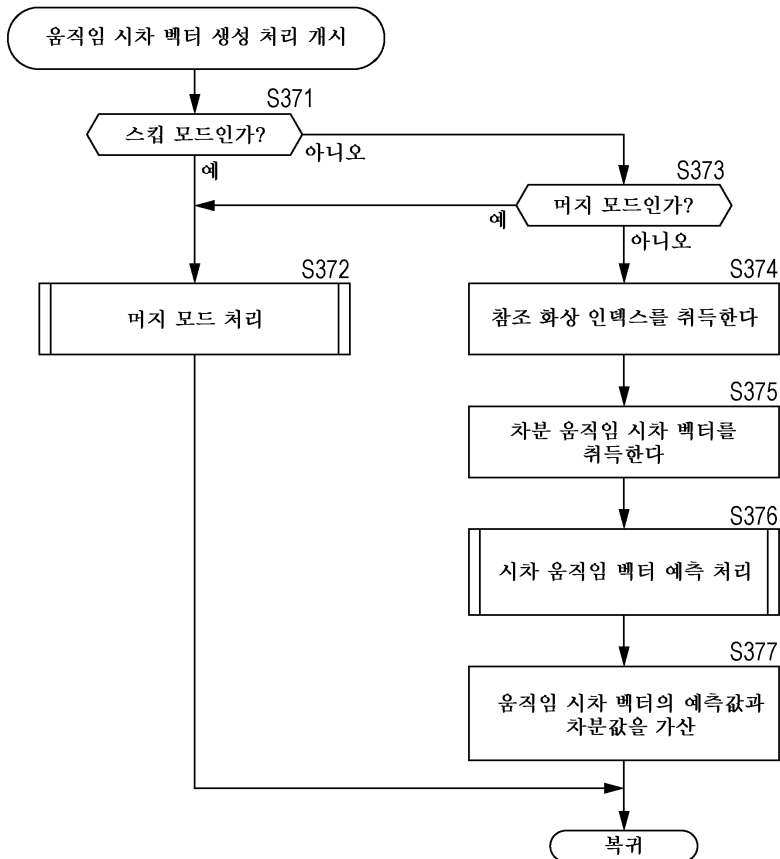 움직임 시차 벡터 생성 처리 개시
S371
스킵 모드인가?
아니오
예
S373
머지 모드인가?
예
아니오
S372
머지 모드 처리
S374
참조 화상 인덱스를 취득한다
S375
차분 움직임 시차 벡터를
취득한다
S376
시차 움직임 벡터 예측 처리
S377
움직임 시차 벡터의 예측값과
차분값을 가산
복귀